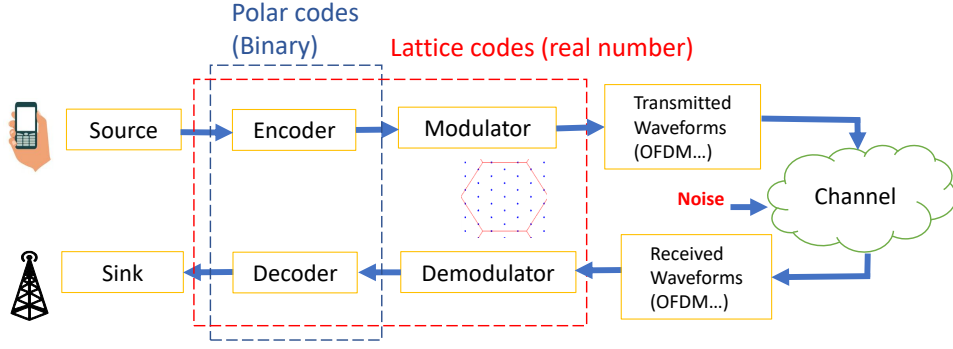 Polar codes
(Binary)
Lattice codes (real number)
Source
Encoder
Modulator
Transmitted
Waveforms
(OFDM...)
Noise
Channel
Sink
Decoder
Demodulator
Received
Waveforms
(OFDM...)